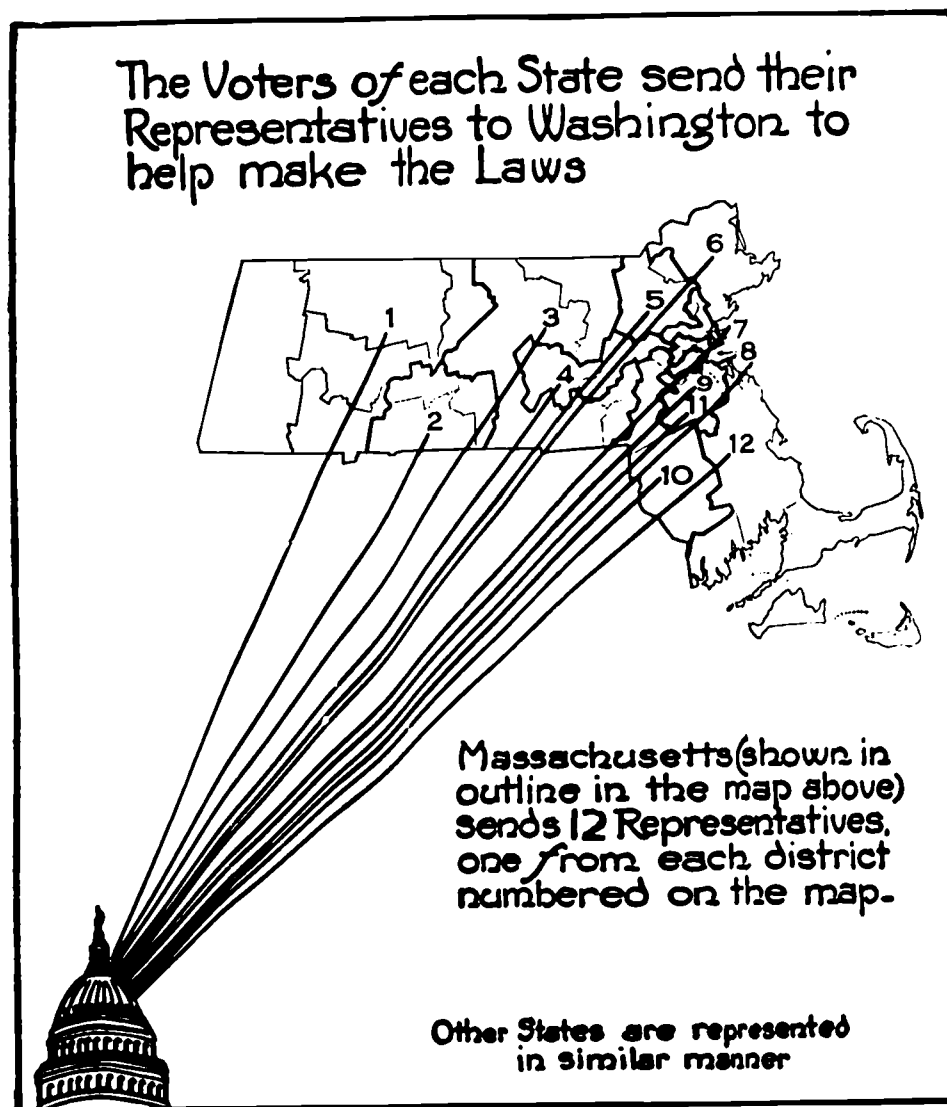 The Voters of each State send their
Representatives to Washington to
help make the Laws
6
5
1
3
7
8
4
9
11
2
12
10
Massachusetts (shown in
outline in the map above)
sends 12 Representatives,
one from each district
numbered on the map.
Other States are represented
in similar manner